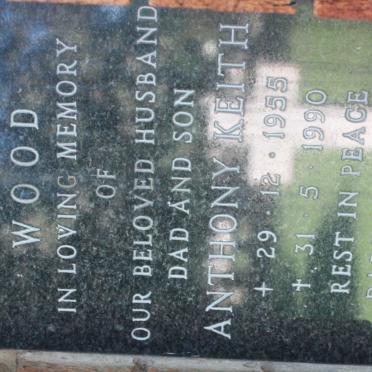 WOOD
IN LOVING MEMORY
OF
OUR BELOVED HUSBAND
DAD AND SON
ANTHONY KEITH
† 29 · 12 · 1955
† 31 · 5 · 1990
REST IN PEACE